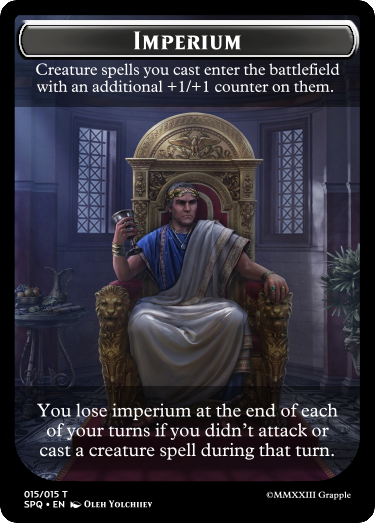 IMPERIUM
Creature spells you cast enter the battlefield
with an additional +1/+1 counter on them.
You lose imperium at the end of each
of your turns if you didn't attack or
cast a creature spell during that turn.
015/015 T
SPQ • EN OLEH YOLCHIIEV
©MMXXIII Grapple